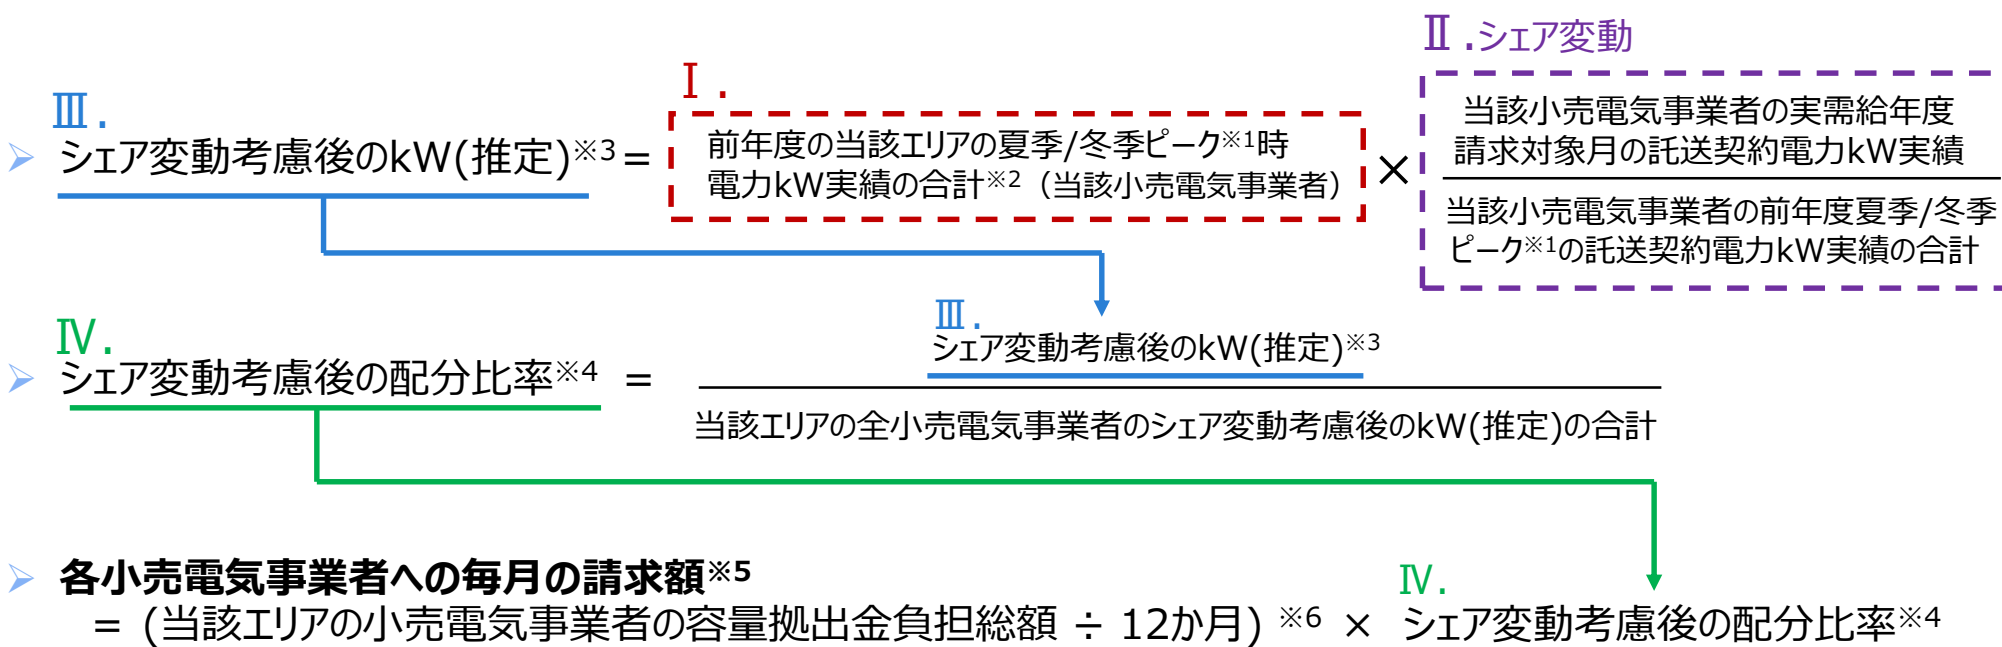 Ⅱ.シェア変動
Ⅰ.
Ⅲ.
➢ シェア変動考慮後のkW(推定)※3=
前年度の当該エリアの夏季/冬季ピーク※1時
電力kW実績の合計※2（当該小売電気事業者）
×
当該小売電気事業者の実需給年度
請求対象月の託送契約電力kW実績
当該小売電気事業者の前年度夏季/冬季
ピーク※1の託送契約電力kW実績の合計
Ⅳ.
➢ シェア変動考慮後の配分比率※4 =
Ⅲ.
シェア変動考慮後のkW(推定)※3
当該エリアの全小売電気事業者のシェア変動考慮後のkW(推定)の合計
➢ 各小売電気事業者への毎月の請求額※5
Ⅳ.
= (当該エリアの小売電気事業者の容量拠出金負担総額 ÷ 12か月) ※6 × シェア変動考慮後の配分比率※4